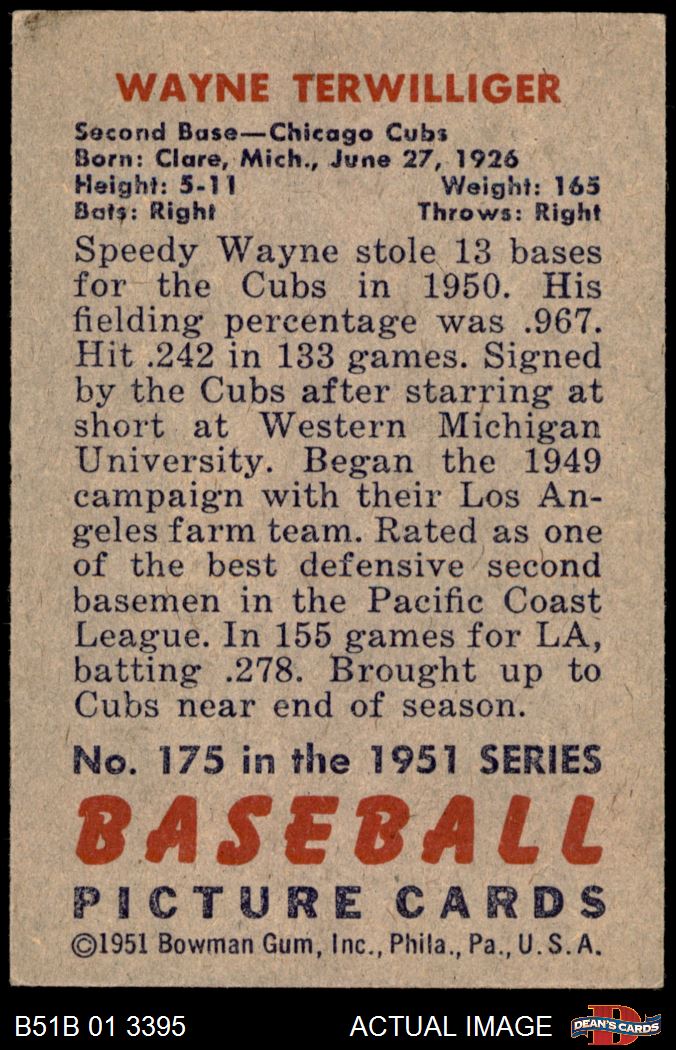 WAYNE TERWILLIGER
Second Base—Chicago Cubs
Born: Clare, Mich., June 27, 1926
Height: 5-11 Weight: 165
Bats: Right Throws: Right
Speedy Wayne stole 13 bases
for the Cubs in 1950. His
fielding percentage was .967.
Hit .242 in 133 games. Signed
by the Cubs after starring at
short at Western Michigan
University. Began the 1949
campaign with their Los An-
geles farm team. Rated as one
of the best defensive second
basemen in the Pacific Coast
League. In 155 games for LA,
batting .278. Brought up to
Cubs near end of season.
No. 175 in the 1951 SERIES
BASEBALL
PICTURE CARDS
©1951 Bowman Gum, Inc., Phila., Pa., U.S.A.
B51B 01 3395 ACTUAL IMAGE D DEAN'S CARDS